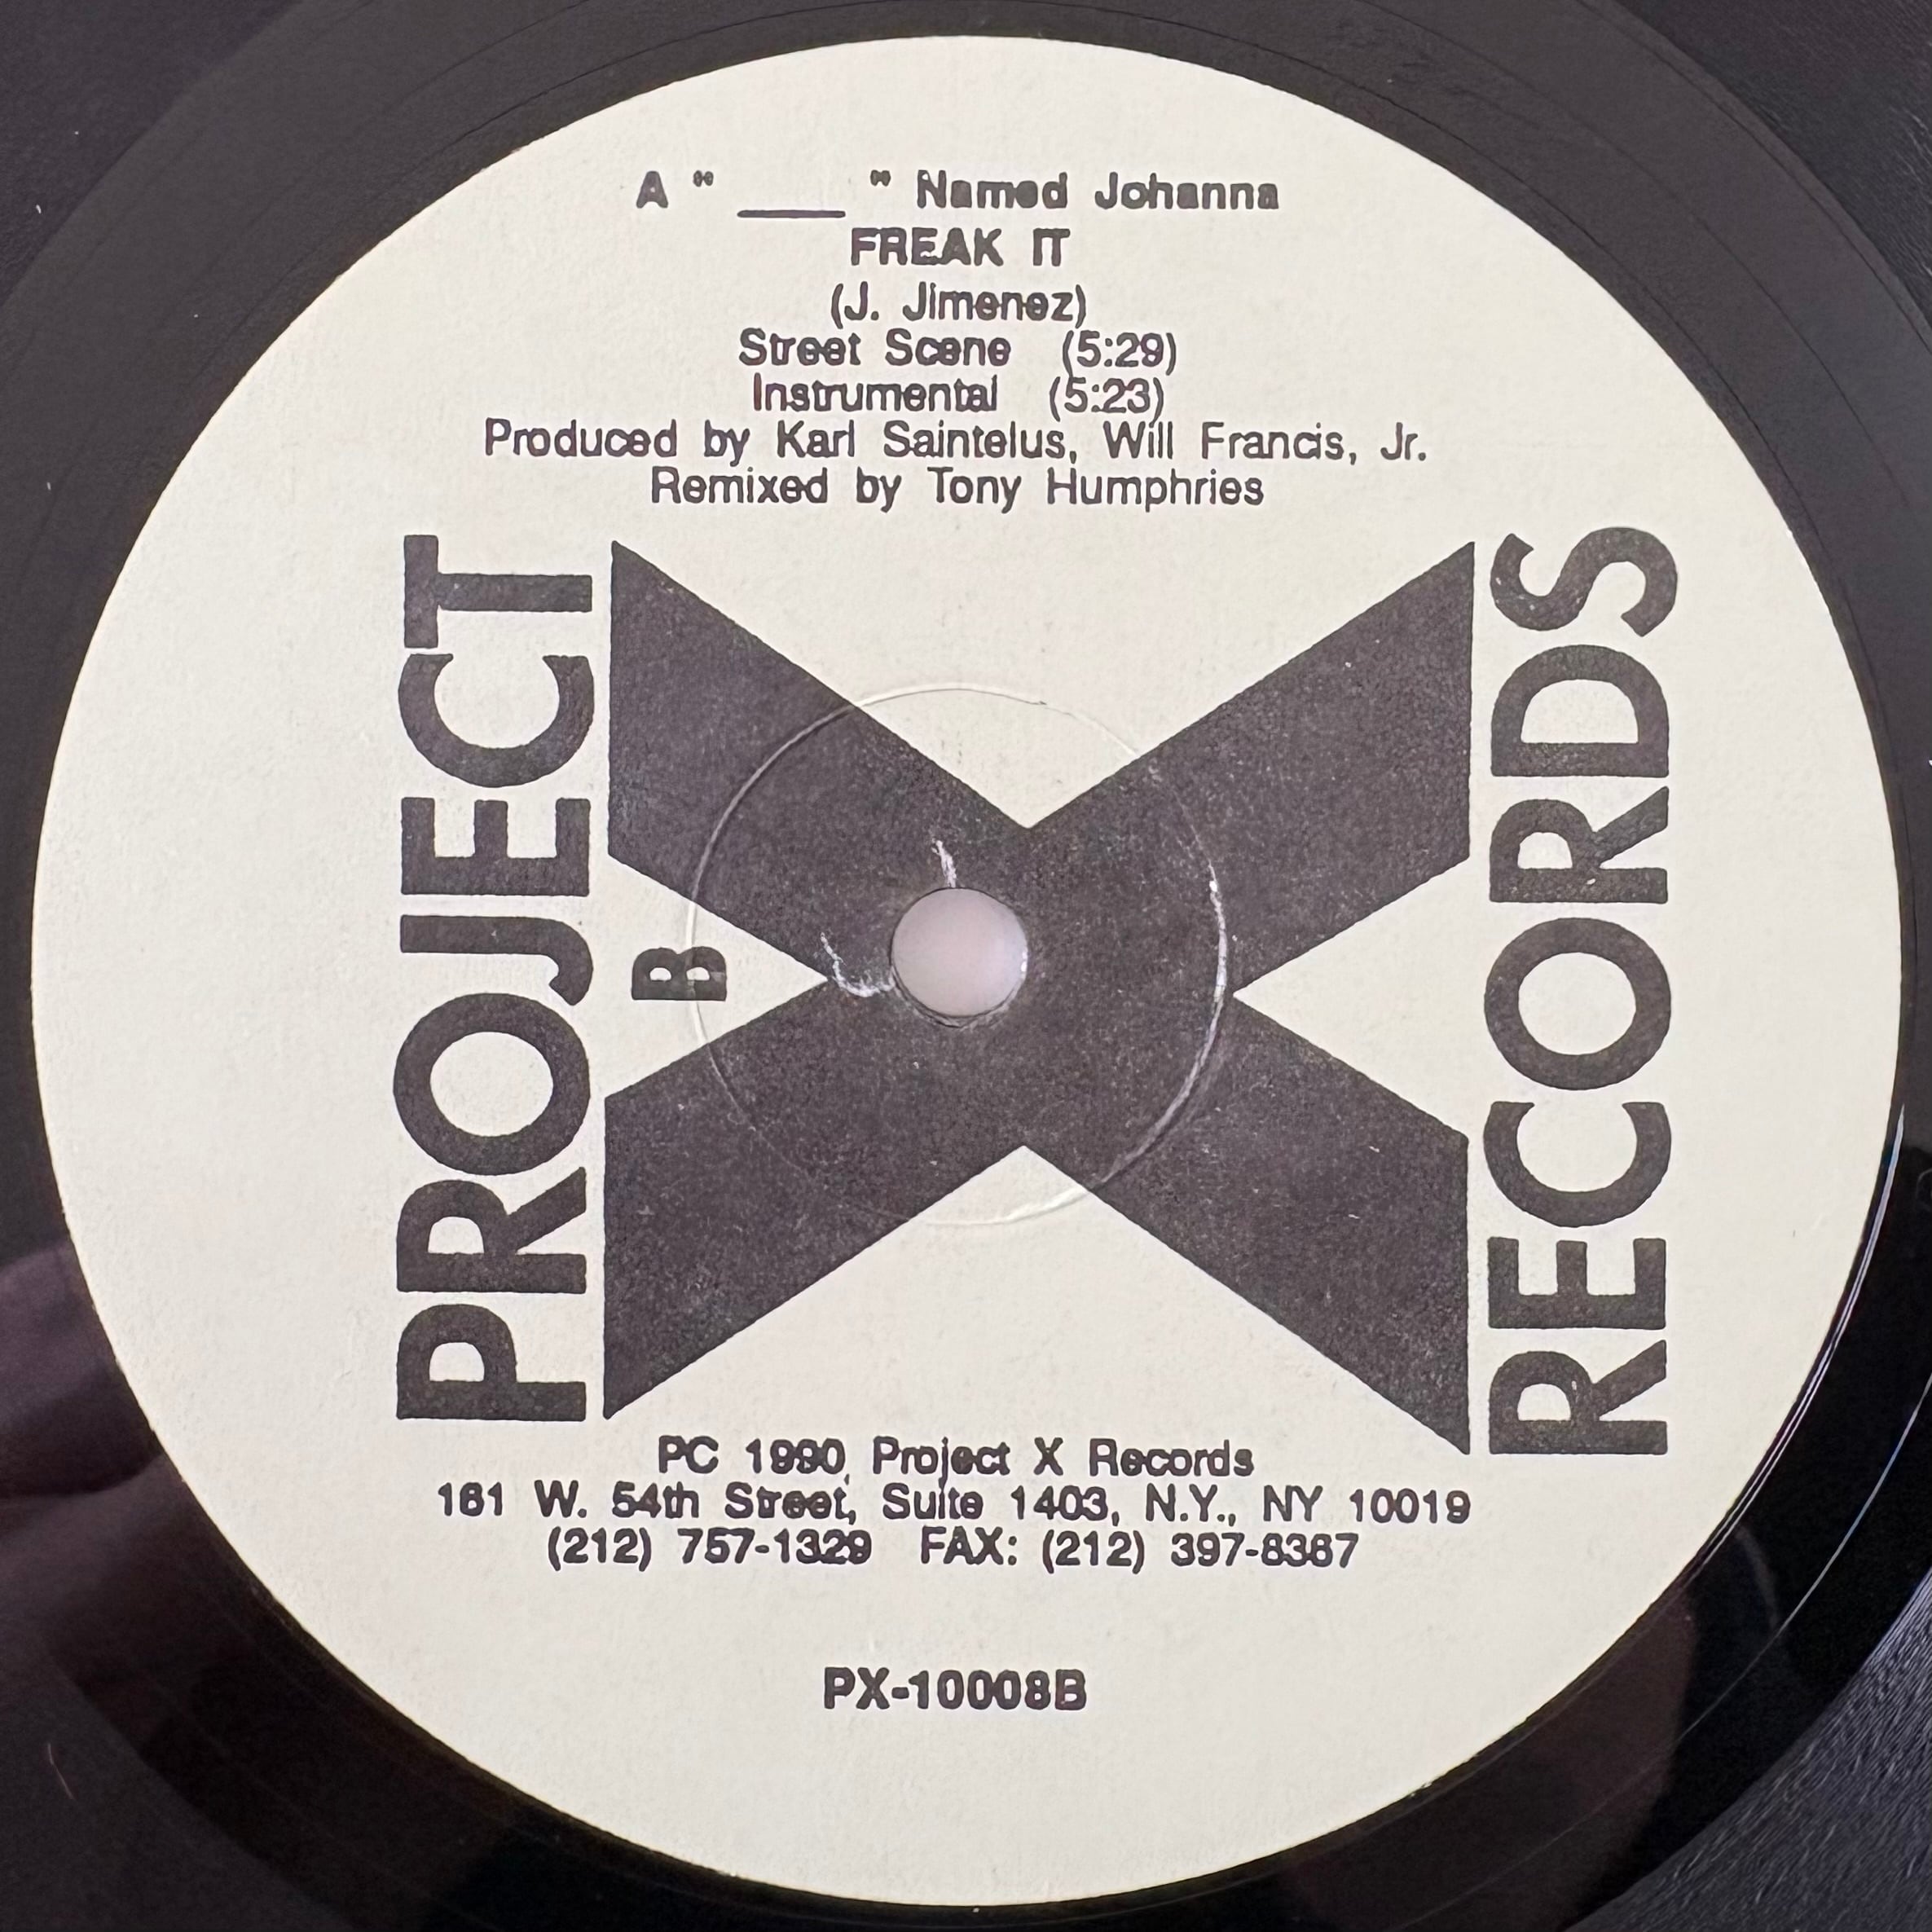 A "____" Named Johanna
FREAK IT
(J. Jimenez)
Street Scene (5:29)
Instrumental (5:23)
Produced by Karl Saintelus, Will Francis, Jr.
Remixed by Tony Humphries
PROJECT
B
X
RECORDS
PC 1990, Project X Records
161 W. 54th Street, Suite 1403, N.Y., NY 10019
(212) 757-1329 FAX: (212) 397-8367
PX-10008B